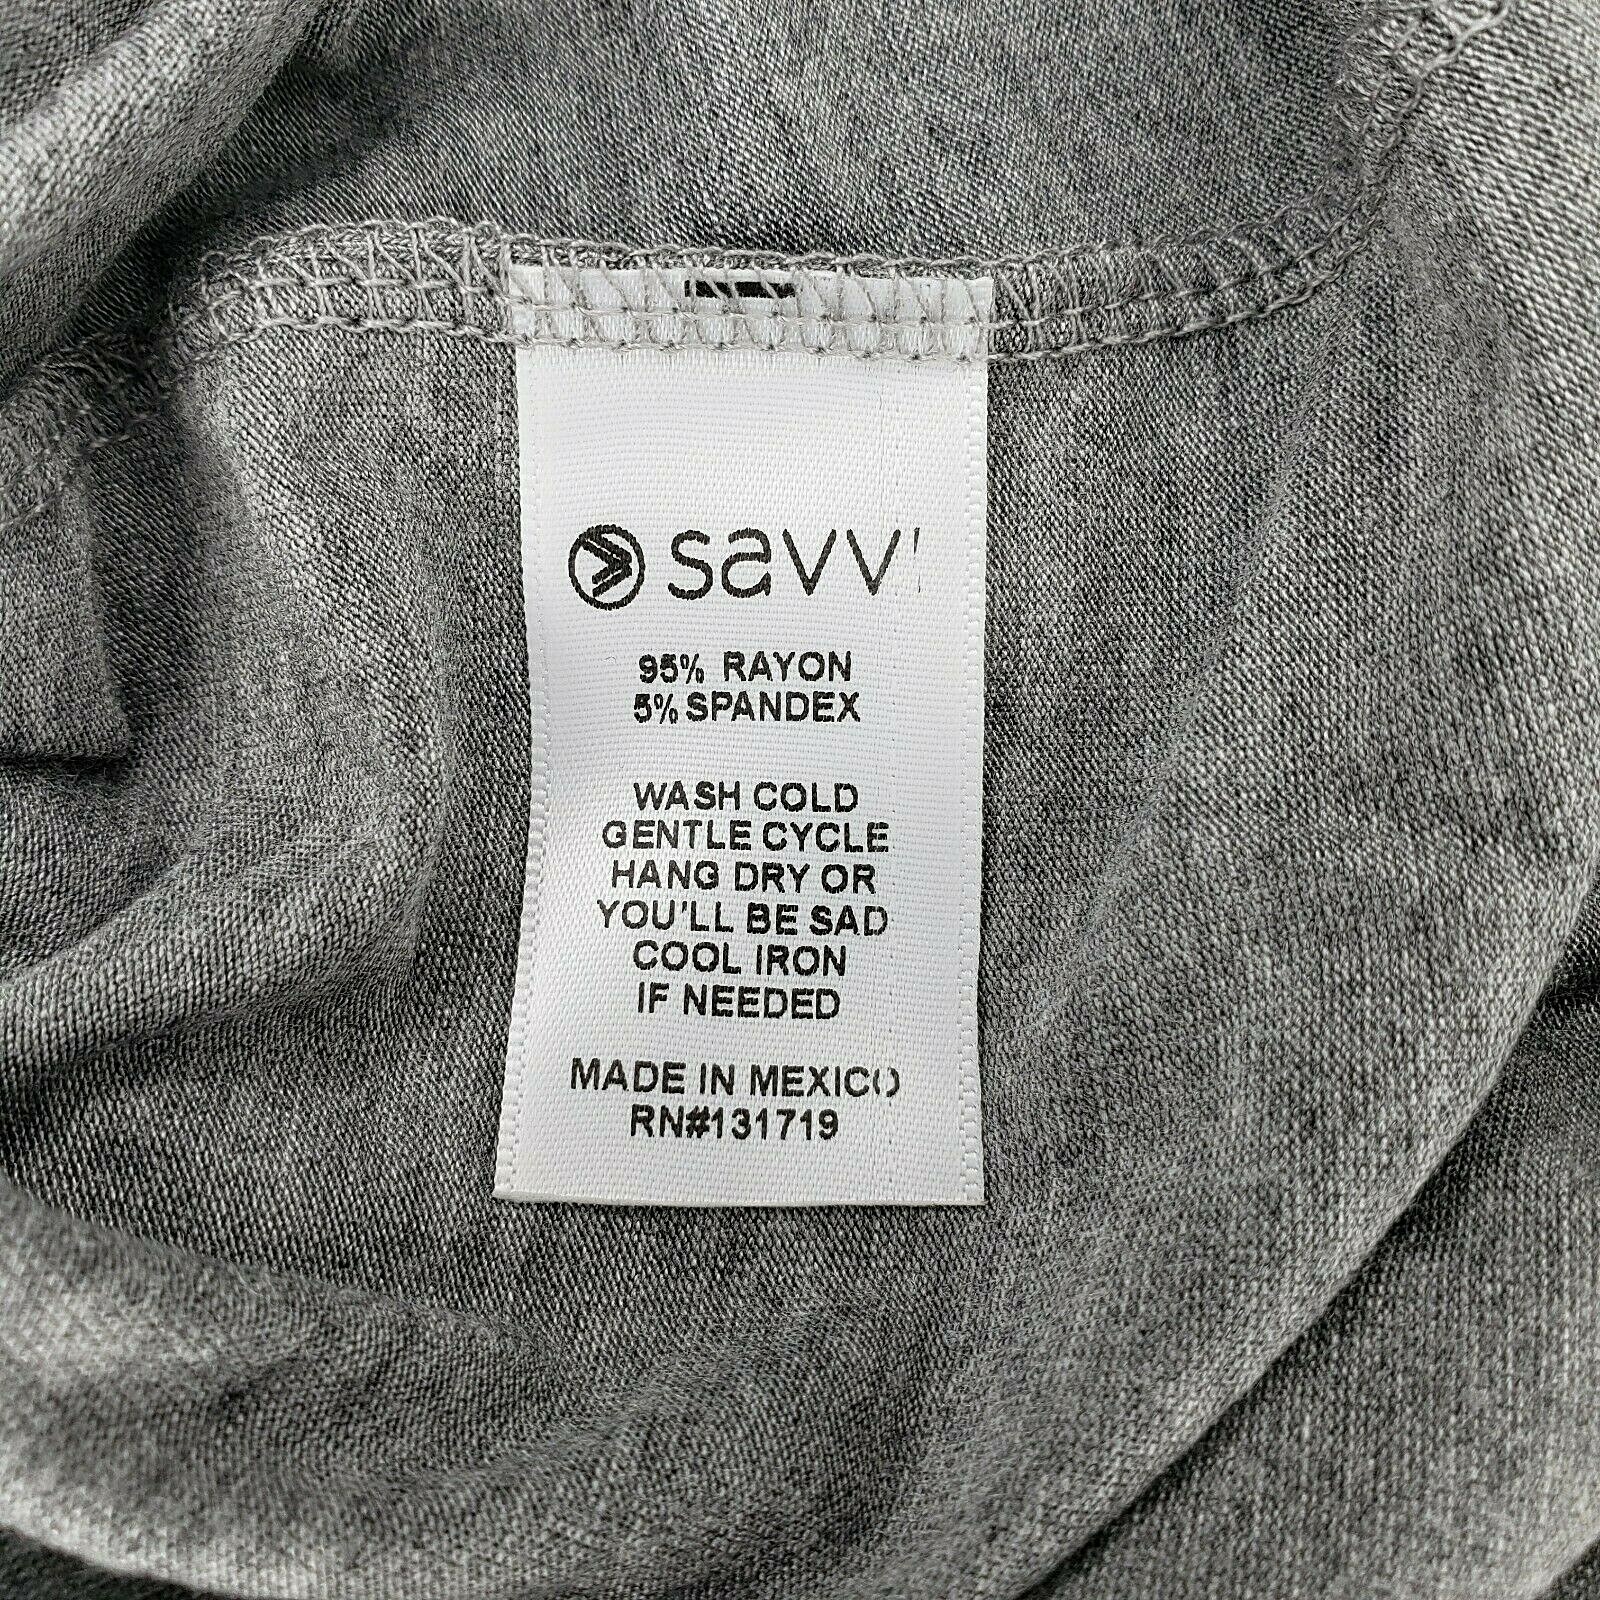 savvi
95% RAYON
5% SPANDEX
WASH COLD
GENTLE CYCLE
HANG DRY OR
YOU'LL BE SAD
COOL IRON
IF NEEDED
MADE IN MEXICO
RN#131719